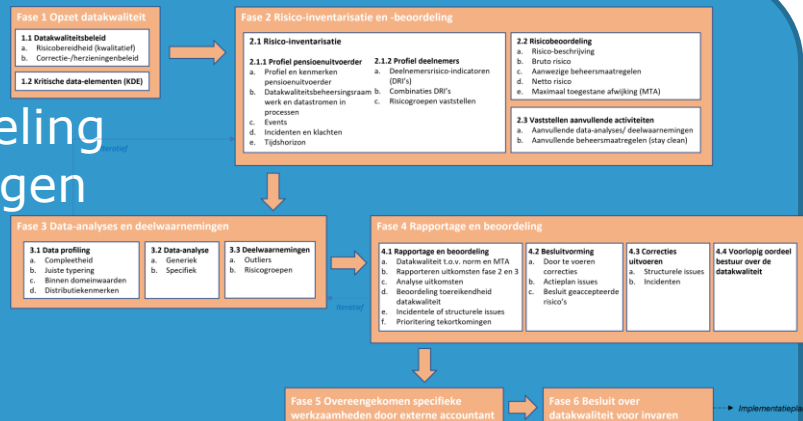 Fase 1 Opzet datakwaliteit
1.1 Datakwaliteitsbeleid
a. Risicobereidheid (kwalitatief)
b. Correctie-/herzieningenbeleid
1.2 Kritische data-elementen (KDE)
Fase 2 Risico-inventarisatie en -beoordeling
2.1 Risico-inventarisatie
2.1.1 Profiel pensioenuitvoerder
a. Profiel en kenmerken
pensioenuitvoerder
b. Datakwaliteitsbeheersingsraam
werk en datastromen in
processen
c. Events
d. Incidenten en klachten
e. Tijdshorizon
2.1.2 Profiel deelnemers
a. Deelnemersrisico-indicatoren
(DRI's)
b. Combinaties DRI's
c. Risicogroepen vaststellen
2.2 Risicobeoordeling
a. Risico-beschrijving
b. Bruto risico
c. Aanwezige beheersmaatregelen
d. Netto risico
e. Maximaal toegestane afwijking (MTA)
2.3 Vaststellen aanvullende activiteiten
a. Aanvullende data-analyses/ deelwaarnemingen
b. Aanvullende beheersmaatregelen (stay clean)
eling
gen
Iteratief
Fase 3 Data-analyses en deelwaarnemingen
3.1 Data profiling
a. Compleetheid
b. Juiste typering
c. Binnen domeinwaarden
d. Distributiekenmerken
3.2 Data-analyse
a. Generiek
b. Specifiek
3.3 Deelwaarnemingen
a. Outliers
b. Risicogroepen
Iteratief
Fase 4 Rapportage en beoordeling
4.1 Rapportage en beoordeling
a. Datakwaliteit t.o.v. norm en MTA
b. Rapporteren uitkomsten fase 2 en 3
c. Analyse uitkomsten
d. Beoordeling toereikendheid
datakwaliteit
e. Incidentele of structurele issues
f. Prioritering tekortkomingen
4.2 Besluitvorming
a. Door te voeren
correcties
b. Actieplan issues
c. Besluit geaccepteerde
risico's
4.3 Correcties
uitvoeren
a. Structurele issues
b. Incidenten
4.4 Voorlopig oordeel
bestuur over de
datakwaliteit
Fase 5 Overeengekomen specifieke
werkzaamheden door externe accountant
Fase 6 Besluit over
datakwaliteit voor invaren
Implementatiepla